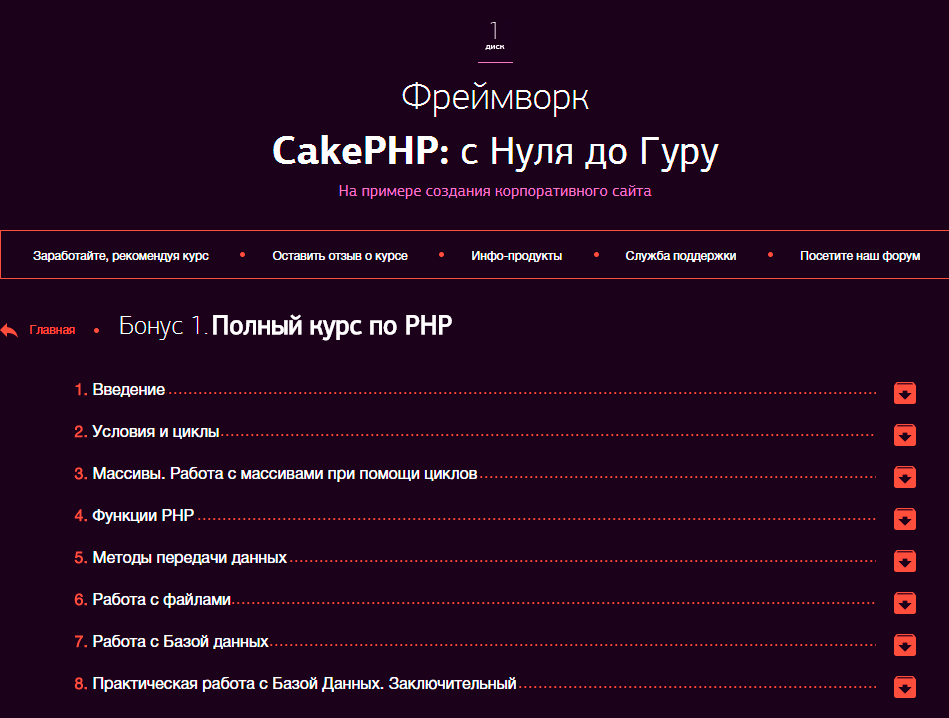 1
диск
Фреймворк
CakePHP: с Нуля до Гуру
На примере создания корпоративного сайта
Заработайте, рекомендуя курс • Оставить отзыв о курсе • Инфо-продукты • Служба поддержки • Посетите наш форум
Главная • Бонус 1. Полный курс по PHP
1. Введение
2. Условия и циклы
3. Массивы. Работа с массивами при помощи циклов
4. Функции PHP
5. Методы передачи данных
6. Работа с файлами
7. Работа с Базой данных
8. Практическая работа с Базой Данных. Заключительный